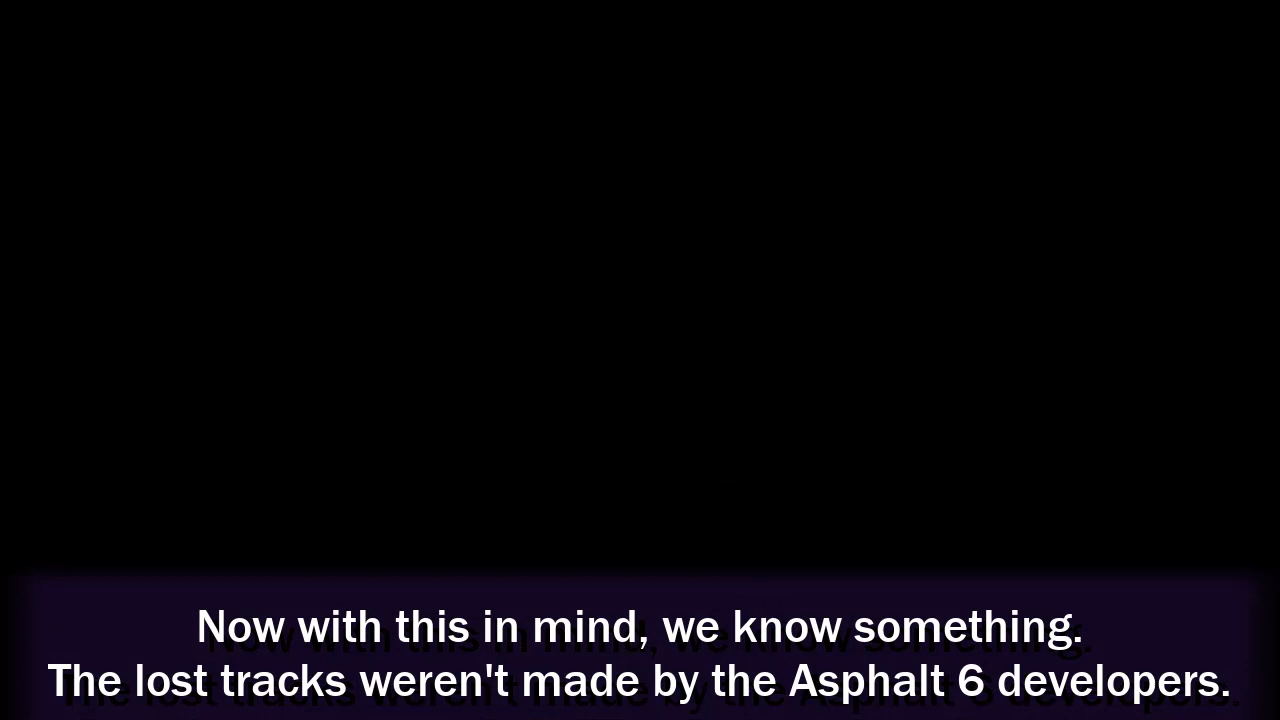 Now with this in mind, we know something.
The lost tracks weren't made by the Asphalt 6 developers.